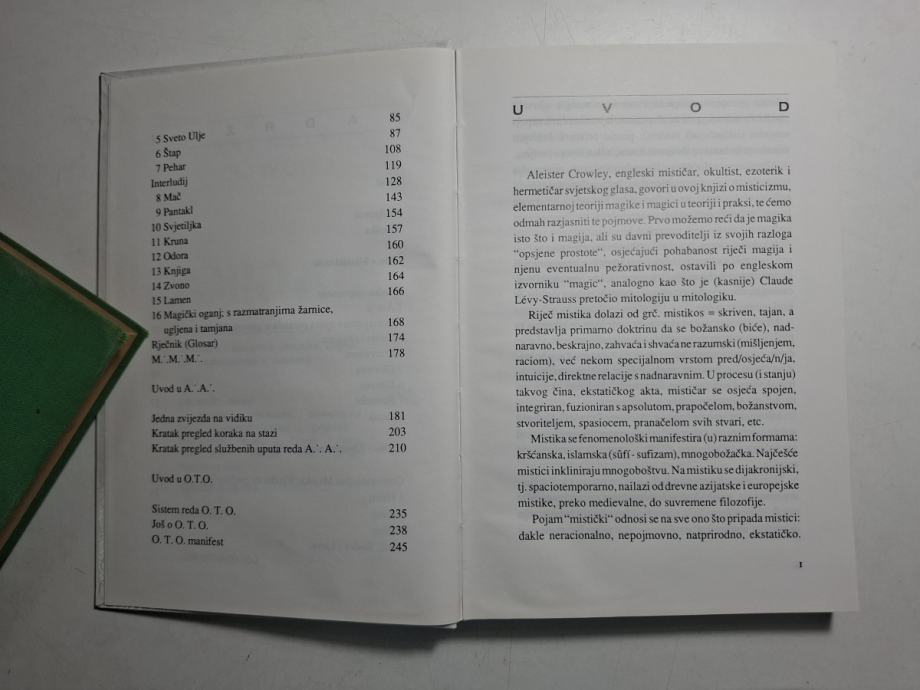 5 Sveto Ulje 85
6 Štap 87
7 Pehar 108
Interludij 119
8 Mač 128
9 Pantakl 143
10 Svjetiljka 154
11 Kruna 157
12 Odora 160
13 Knjiga 162
14 Zvono 164
15 Lamen 166
16 Magički oganj; s razmatranjima žarnice,
ugljena i tamjana 168
Rječnik (Glosar) 174
M.∴M.∴M.∴ 178
Uvod u A.∴A.∴
Jedna zvijezda na vidiku 181
Kratak pregled koraka na stazi 203
Kratak pregled službenih uputa reda A.∴ A.∴ 210
Uvod u O.T.O.
Sistem reda O. T. O. 235
Još o O. T. O. 238
O. T. O. manifest 245
U V O D
Aleister Crowley, engleski mističar, okultist, ezoterik i
hermetičar svjetskog glasa, govori u ovoj knjizi o misticizmu,
elementarnoj teoriji magike i magici u teoriji i praksi, te ćemo
odmah razjasniti te pojmove. Prvo možemo reći da je magika
isto što i magija, ali su davni prevoditelji iz svojih razloga
“opsjene prostote“, osjećajući pohabanost riječi magija i
njenu eventualnu pežorativnost, ostavili po engleskom
izvorniku “magic“, analogno kao što je (kasnije) Claude
Lévy-Strauss pretočio mitologiju u mitologiku.
Riječ mistika dolazi od grč. mistikos = skriven, tajan, a
predstavlja primarno doktrinu da se božansko (biće), nad-
naravno, beskrajno, zahvaća i shvaća ne razumski (mišljenjem,
raciom), već nekom specijalnom vrstom pred/osjeća/n/ja,
intuicije, direktne relacije s nadnaravnim. U procesu (i stanju)
takvog čina, ekstatičkog akta, mističar se osjeća spojen,
integriran, fuzioniran s apsolutom, prapočelom, božanstvom,
stvoriteljem, spasiocem, pranačelom svih stvari, etc.
Mistika se fenomenološki manifestira (u) raznim formama:
kršćanska, islamska (sûfî - sufizam), mnogobožačka. Najčešće
mistici inkliniraju mnogoboštvu. Na mistiku se dijakronijski,
tj. spaciotemporarno, nailazi od drevne azijatske i europejske
mistike, preko medievalne, do suvremene filozofije.
Pojam “mistički“ odnosi se na sve ono što pripada mistici:
dakle neracionalno, nepojmovno, natprirodno, ekstatičko.
I